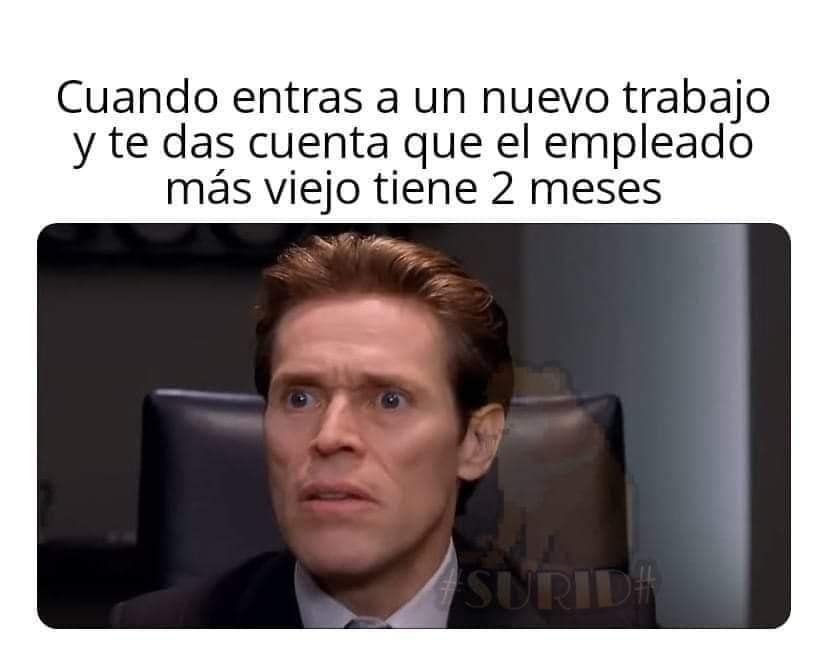 Cuando entras a un nuevo trabajo
y te das cuenta que el empleado
más viejo tiene 2 meses
#SURID#